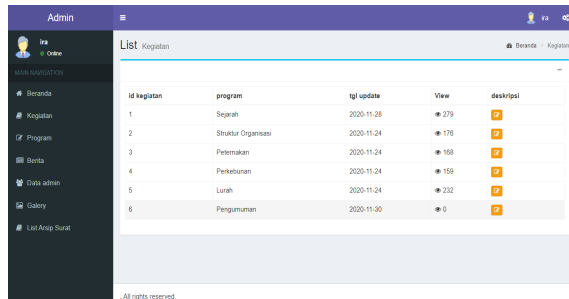 Admin
ira
ira
Online
List Kegiatan
Beranda > Kegiatan
MAIN NAVIGATION
Beranda
Kegiatan
Program
Berita
Data admin
Galery
List Arsip Surat
id kegiatan program tgl update View deskripsi
1 Sejarah 2020-11-28 279
2 Struktur Organisasi 2020-11-24 176
3 Peternakan 2020-11-24 168
4 Perkebunan 2020-11-24 159
5 Lurah 2020-11-24 232
6 Pengumuman 2020-11-30 0
. All rights reserved.